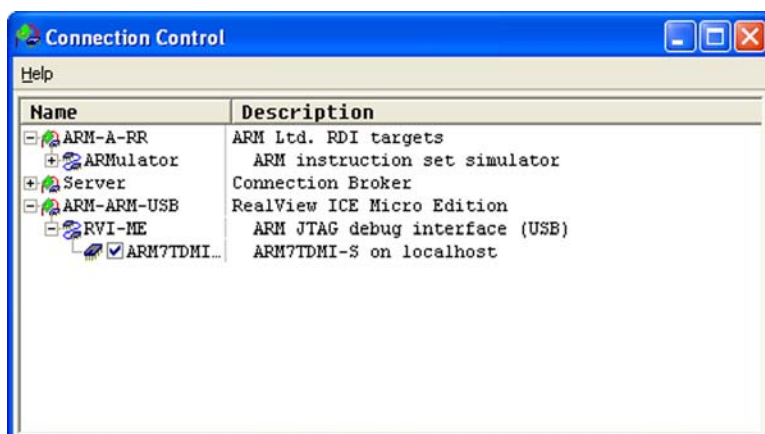 Connection Control
Help
Name Description
ARM-A-RR ARM Ltd. RDI targets
ARMulator ARM instruction set simulator
Server Connection Broker
ARM-ARM-USB RealView ICE Micro Edition
RVI-ME ARM JTAG debug interface (USB)
ARM7TDMI… ARM7TDMI-S on localhost